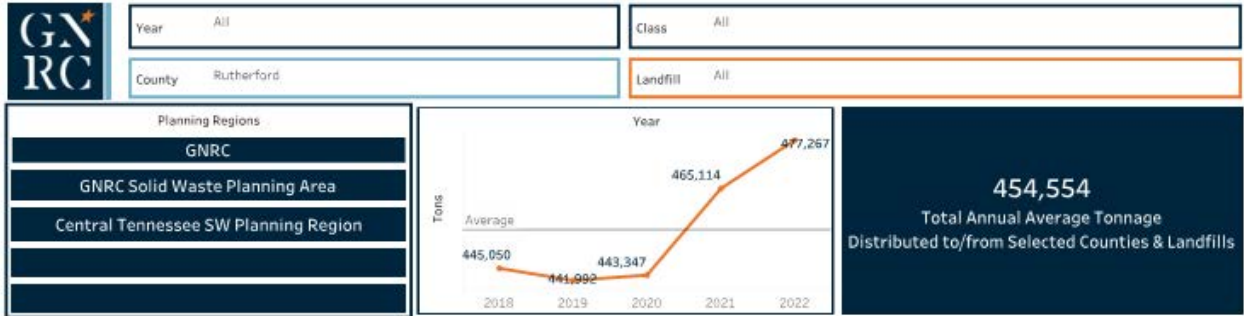 GN
RC
Year All
Class All
County Rutherford
Landfill All
Planning Regions
GNRC
GNRC Solid Waste Planning Area
Central Tennessee SW Planning Region
Year
Tons
Average
445,050
441,992
443,347
465,114
477,267
2018 2019 2020 2021 2022
454,554
Total Annual Average Tonnage
Distributed to/from Selected Counties & Landfills